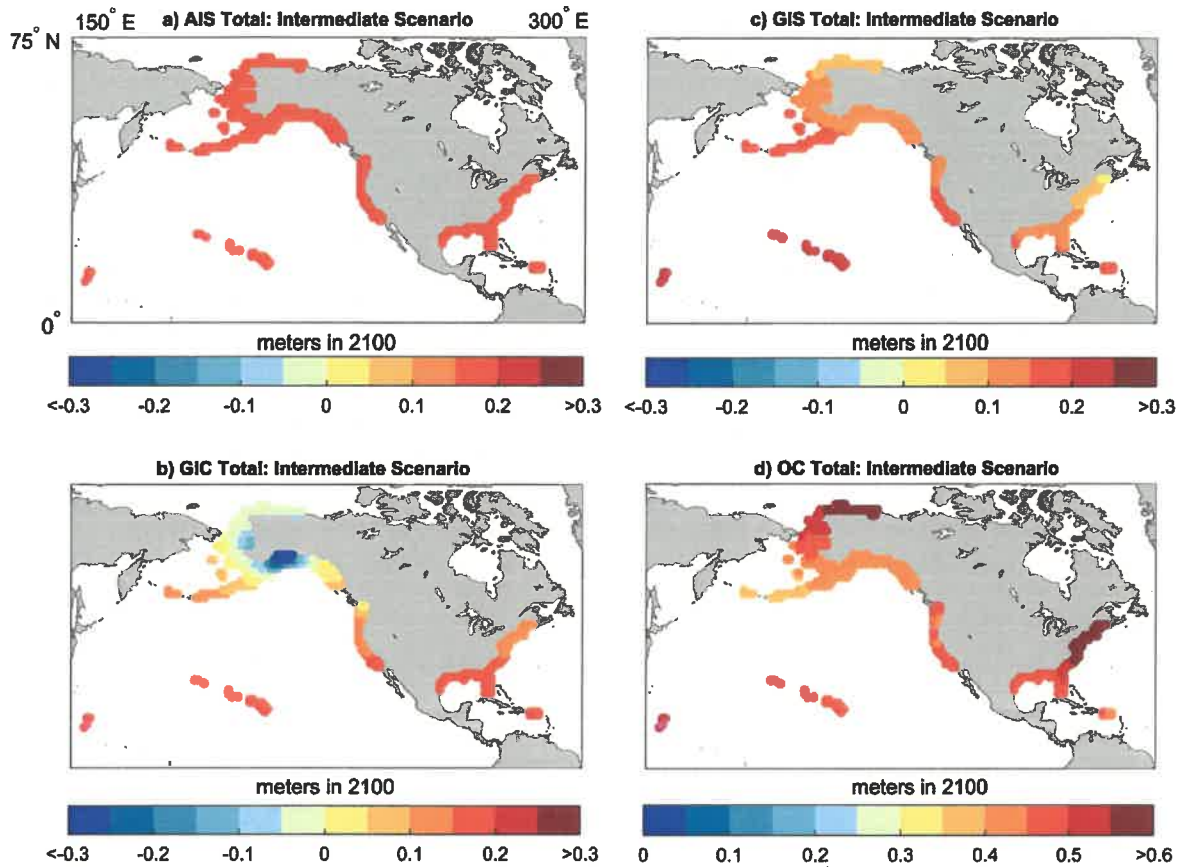 a) AIS Total: Intermediate Scenario
150° E
300° E
75° N
0°
meters in 2100
<-0.3 -0.2 -0.1 0 0.1 0.2 >0.3
c) GIS Total: Intermediate Scenario
meters in 2100
<-0.3 -0.2 -0.1 0 0.1 0.2 >0.3
b) GIC Total: Intermediate Scenario
meters in 2100
<-0.3 -0.2 -0.1 0 0.1 0.2 >0.3
d) OC Total: Intermediate Scenario
meters in 2100
0 0.1 0.2 0.3 0.4 0.5 >0.6